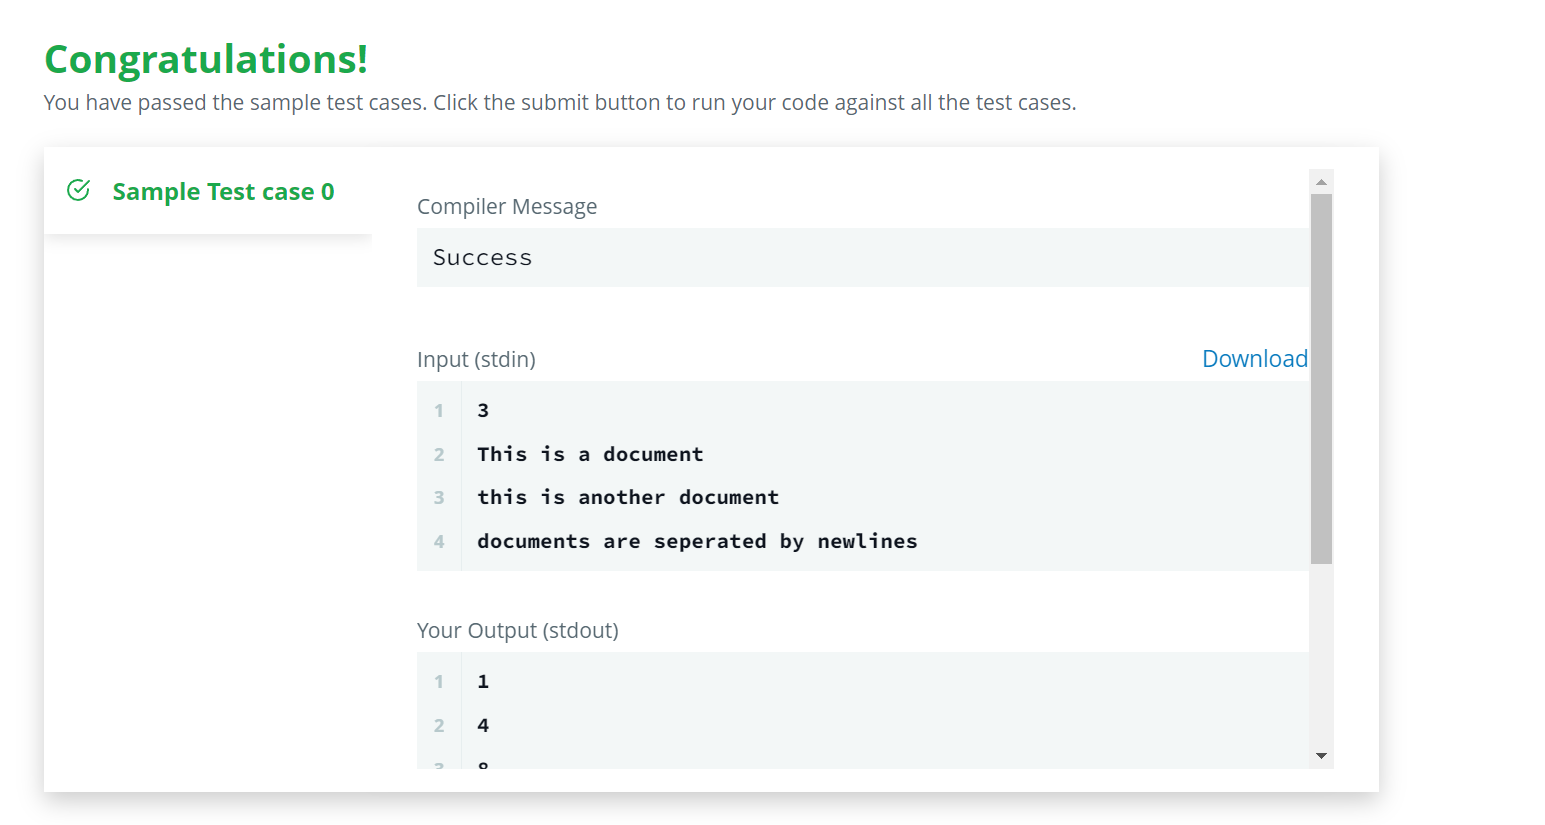 Congratulations!
You have passed the sample test cases. Click the submit button to run your code against all the test cases.
Sample Test case 0
Compiler Message
Success
Input (stdin)
Download
1 3
2 This is a document
3 this is another document
4 documents are seperated by newlines
Your Output (stdout)
1 1
2 4